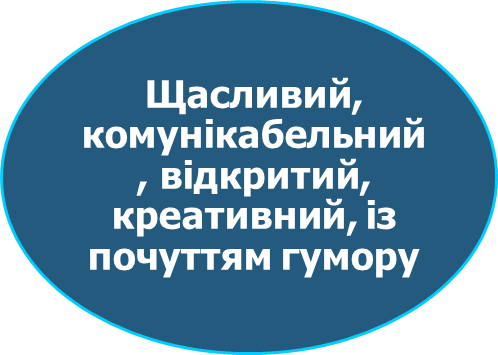 Щасливий,
комунікабельний
, відкритий,
креативний, із
почуттям гумору